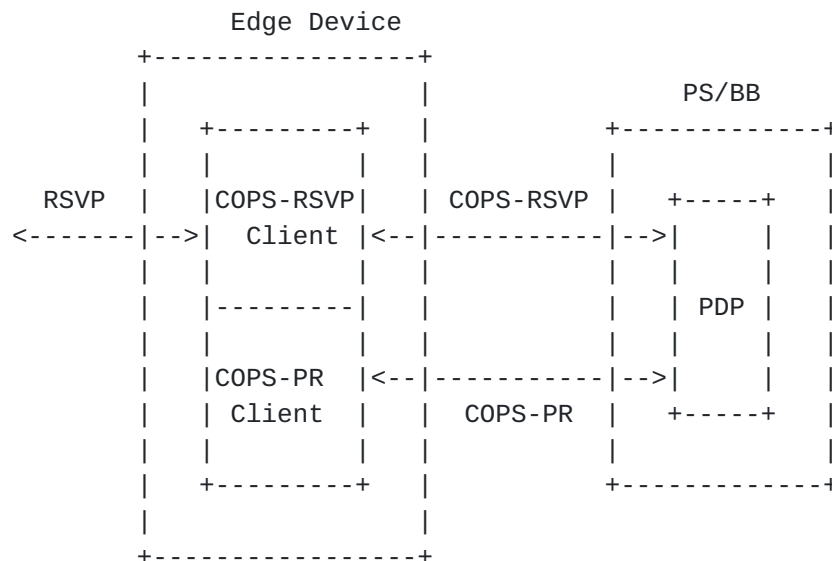 Edge Device
+-----------------+
| | PS/BB
| +---------+ | +-------------+
| | | | | |
RSVP | |COPS-RSVP| | COPS-RSVP | +-----+ |
<-------|-->| Client |<--|-----------|-->| | |
| | | | | | | |
| |---------| | | | PDP | |
| | | | | | | |
| |COPS-PR |<--|-----------|-->| | |
| | Client | | COPS-PR | +-----+ |
| | | | | |
| +---------+ | +-------------+
| |
+-----------------+